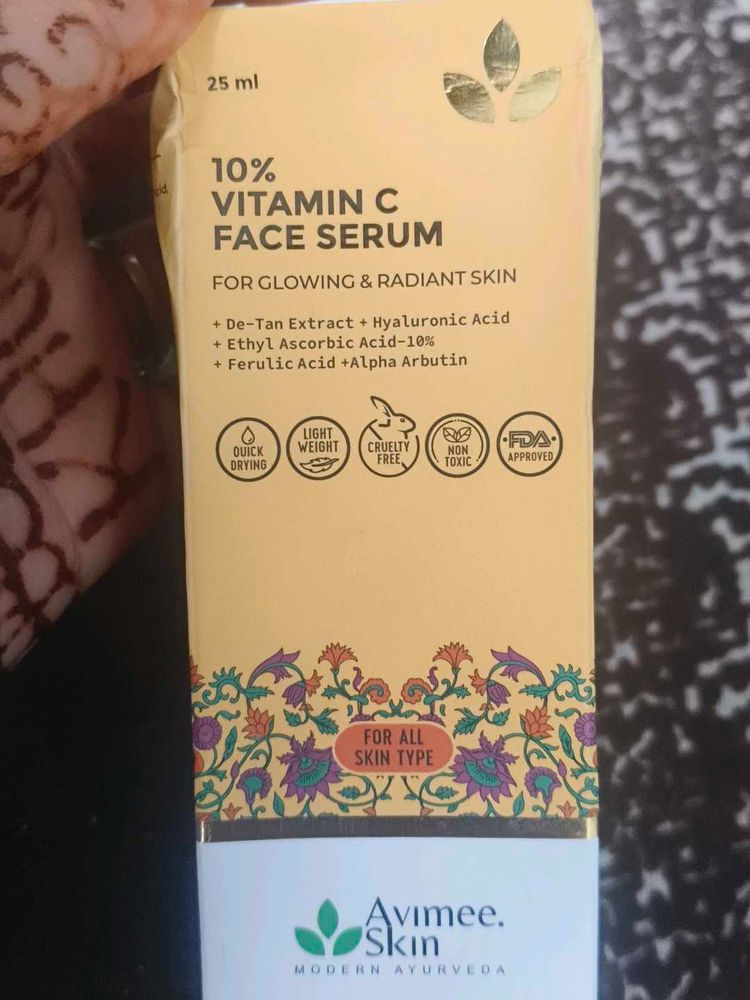 25 ml
10%
VITAMIN C
FACE SERUM
FOR GLOWING & RADIANT SKIN
+ De-Tan Extract + Hyaluronic Acid
+ Ethyl Ascorbic Acid-10%
+ Ferulic Acid +Alpha Arbutin
QUICK
DRYING
LIGHT
WEIGHT
CRUELTY
FREE
NON
TOXIC
FDA
APPROVED
FOR ALL
SKIN TYPE
Avimee.
Skin
MODERN AYURVEDA